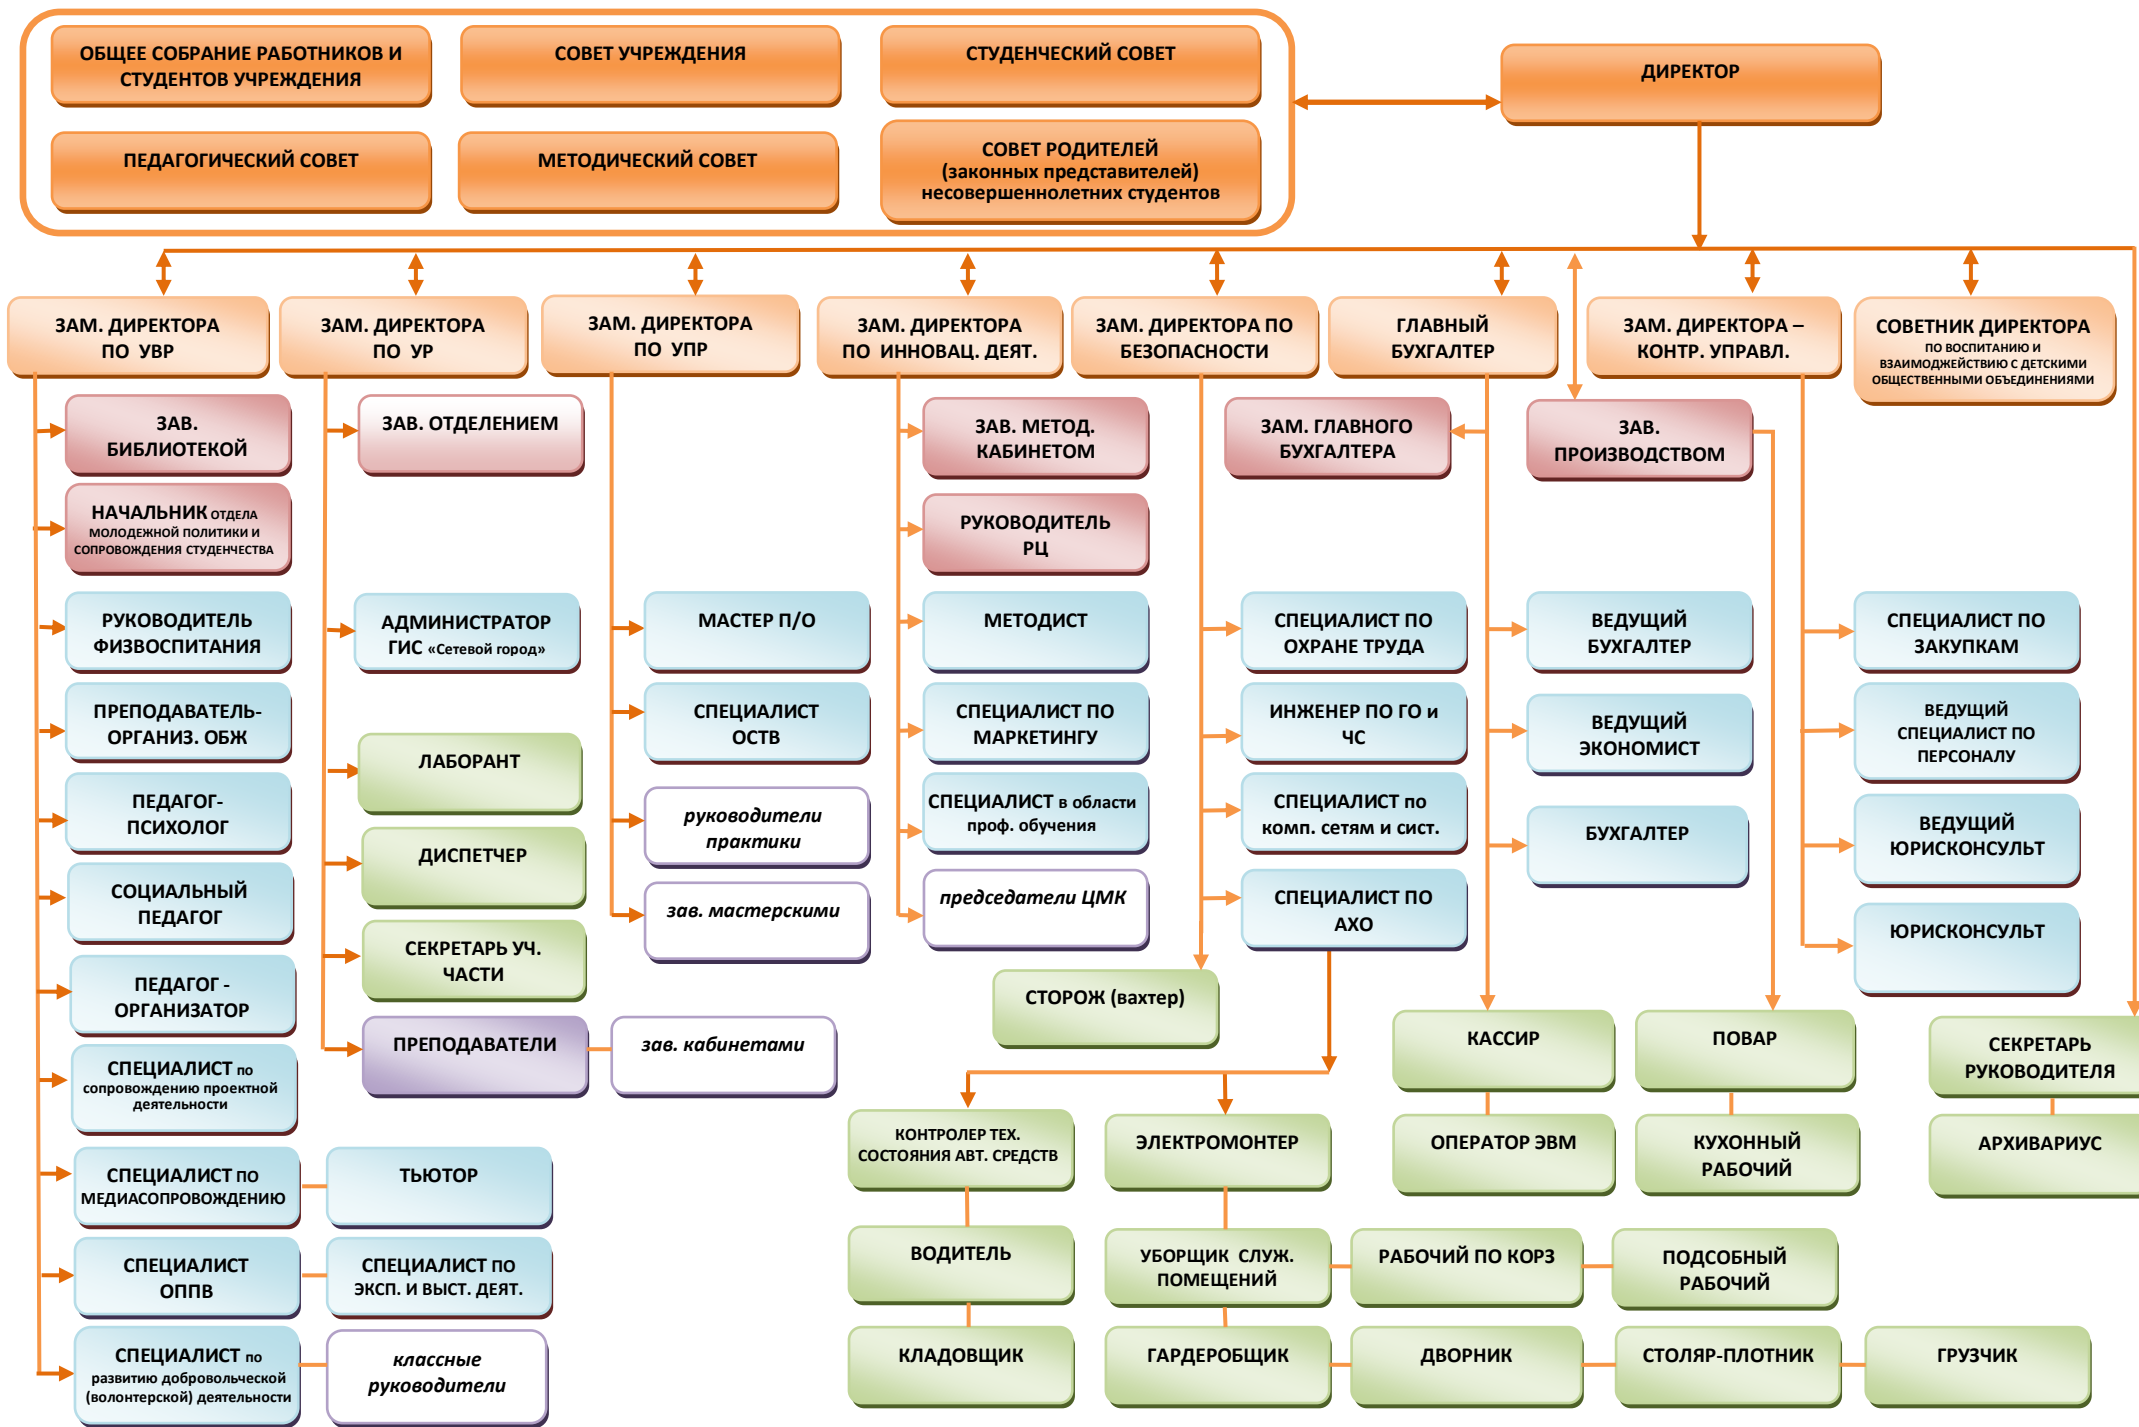 ОБЩЕЕ СОБРАНИЕ РАБОТНИКОВ И
СТУДЕНТОВ УЧРЕЖДЕНИЯ
СОВЕТ УЧРЕЖДЕНИЯ
СТУДЕНЧЕСКИЙ СОВЕТ
ДИРЕКТОР
ПЕДАГОГИЧЕСКИЙ СОВЕТ
МЕТОДИЧЕСКИЙ СОВЕТ
СОВЕТ РОДИТЕЛЕЙ
(законных представителей)
несовершеннолетних студентов
ЗАМ. ДИРЕКТОРА
ПО УВР
ЗАМ. ДИРЕКТОРА
ПО УР
ЗАМ. ДИРЕКТОРА
ПО УПР
ЗАМ. ДИРЕКТОРА
ПО ИННОВАЦ. ДЕЯТ.
ЗАМ. ДИРЕКТОРА ПО
БЕЗОПАСНОСТИ
ГЛАВНЫЙ
БУХГАЛТЕР
ЗАМ. ДИРЕКТОРА –
КОНТР. УПРАВЛ.
СОВЕТНИК ДИРЕКТОРА
ПО ВОСПИТАНИЮ И
ВЗАИМОДЖЕЙСТВИЮ С ДЕТСКИМИ
ОБЩЕСТВЕННЫМИ ОБЪЕДИНЕНИЯМИ
ЗАВ.
БИБЛИОТЕКОЙ
ЗАВ. ОТДЕЛЕНИЕМ
ЗАВ. МЕТОД.
КАБИНЕТОМ
ЗАМ. ГЛАВНОГО
БУХГАЛТЕРА
ЗАВ.
ПРОИЗВОДСТВОМ
НАЧАЛЬНИК ОТДЕЛА
МОЛОДЕЖНОЙ ПОЛИТИКИ И
СОПРОВОЖДЕНИЯ СТУДЕНЧЕСТВА
РУКОВОДИТЕЛЬ
РЦ
РУКОВОДИТЕЛЬ
ФИЗВОСПИТАНИЯ
АДМИНИСТРАТОР
ГИС «Сетевой город»
МАСТЕР П/О
МЕТОДИСТ
СПЕЦИАЛИСТ ПО
ОХРАНЕ ТРУДА
ВЕДУЩИЙ
БУХГАЛТЕР
СПЕЦИАЛИСТ ПО
ЗАКУПКАМ
ПРЕПОДАВАТЕЛЬ-
ОРГАНИЗ. ОБЖ
СПЕЦИАЛИСТ
ОСТВ
СПЕЦИАЛИСТ ПО
МАРКЕТИНГУ
ИНЖЕНЕР ПО ГО и
ЧС
ВЕДУЩИЙ
ЭКОНОМИСТ
ВЕДУЩИЙ
СПЕЦИАЛИСТ ПО
ПЕРСОНАЛУ
ЛАБОРАНТ
ПЕДАГОГ-
ПСИХОЛОГ
руководители
практики
СПЕЦИАЛИСТ в области
проф. обучения
СПЕЦИАЛИСТ по
комп. сетям и сист.
БУХГАЛТЕР
ВЕДУЩИЙ
ЮРИСКОНСУЛЬТ
ДИСПЕТЧЕР
СОЦИАЛЬНЫЙ
ПЕДАГОГ
зав. мастерскими
председатели ЦМК
СПЕЦИАЛИСТ ПО
АХО
ЮРИСКОНСУЛЬТ
СЕКРЕТАРЬ УЧ.
ЧАСТИ
ПЕДАГОГ -
ОРГАНИЗАТОР
СТОРОЖ (вахтер)
ПРЕПОДАВАТЕЛИ
зав. кабинетами
КАССИР
ПОВАР
СЕКРЕТАРЬ
РУКОВОДИТЕЛЯ
СПЕЦИАЛИСТ по
сопровождению проектной
деятельности
КОНТРОЛЕР ТЕХ.
СОСТОЯНИЯ АВТ. СРЕДСТВ
ЭЛЕКТРОМОНТЕР
ОПЕРАТОР ЭВМ
КУХОННЫЙ
РАБОЧИЙ
АРХИВАРИУС
СПЕЦИАЛИСТ ПО
МЕДИАСОПРОВОЖДЕНИЮ
ТЬЮТОР
ВОДИТЕЛЬ
УБОРЩИК СЛУЖ.
ПОМЕЩЕНИЙ
РАБОЧИЙ ПО КОРЗ
ПОДСОБНЫЙ
РАБОЧИЙ
СПЕЦИАЛИСТ
ОППВ
СПЕЦИАЛИСТ ПО
ЭКСП. И ВЫСТ. ДЕЯТ.
КЛАДОВЩИК
ГАРДЕРОБЩИК
ДВОРНИК
СТОЛЯР-ПЛОТНИК
ГРУЗЧИК
СПЕЦИАЛИСТ по
развитию добровольческой
(волонтерской) деятельности
классные
руководители